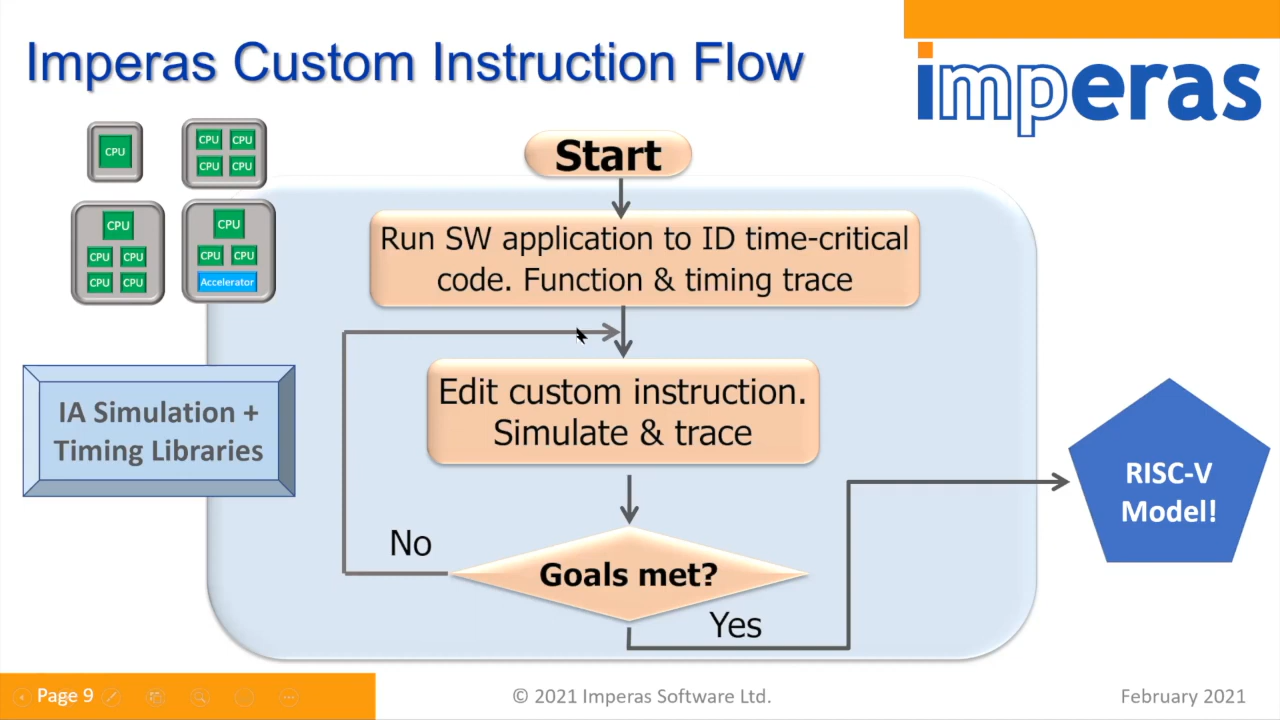 Imperas Custom Instruction Flow
imperas
CPU
CPU CPU
CPU CPU
CPU
CPU CPU
CPU CPU
CPU
CPU CPU
Accelerator
Start
Run SW application to ID time-critical
code. Function & timing trace
Edit custom instruction.
Simulate & trace
IA Simulation +
Timing Libraries
RISC-V
Model!
No
Goals met?
Yes
Page 9
© 2021 Imperas Software Ltd.
February 2021